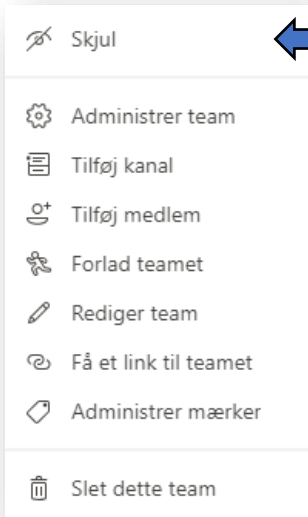 Skjul
Administrer team
Tilføj kanal
Tilføj medlem
Forlad teamet
Rediger team
Få et link til teamet
Administrer mærker
Slet dette team